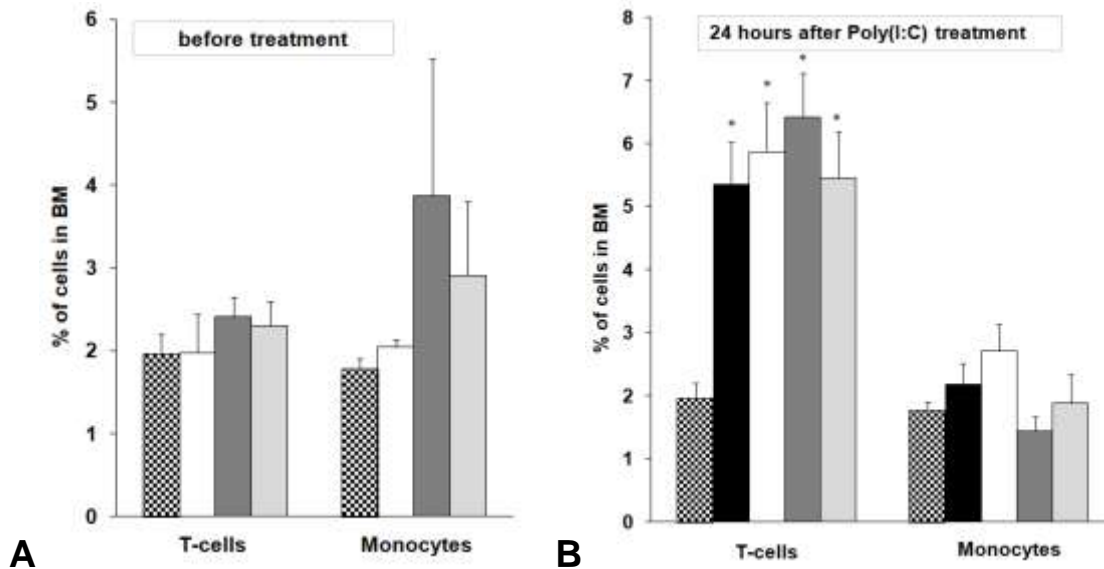 before treatment
% of cells in BM
6
5
4
3
2
1
0
T-cells
Monocytes
A
24 hours after Poly(I:C) treatment
% of cells in BM
8
7
6
5
4
3
2
1
0
*
*
*
*
T-cells
Monocytes
B